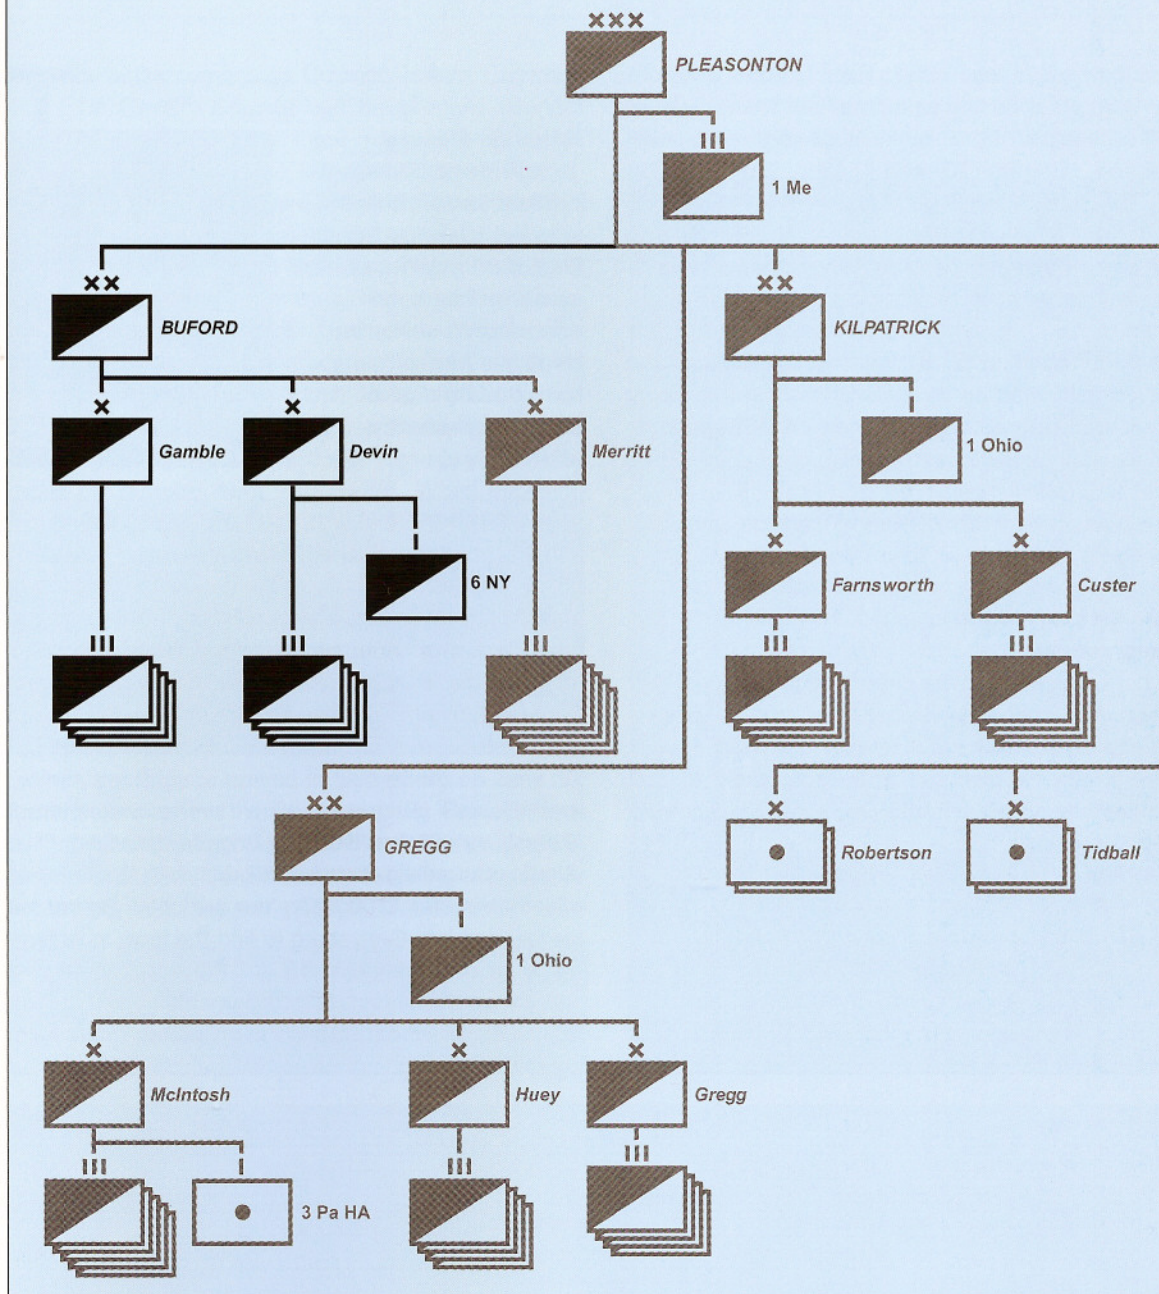 PLEASONTON
1 Me
BUFORD
KILPATRICK
Gamble
Devin
Merritt
1 Ohio
6 NY
Farnsworth
Custer
GREGG
Robertson
Tidball
1 Ohio
McIntosh
Huey
Gregg
3 Pa HA